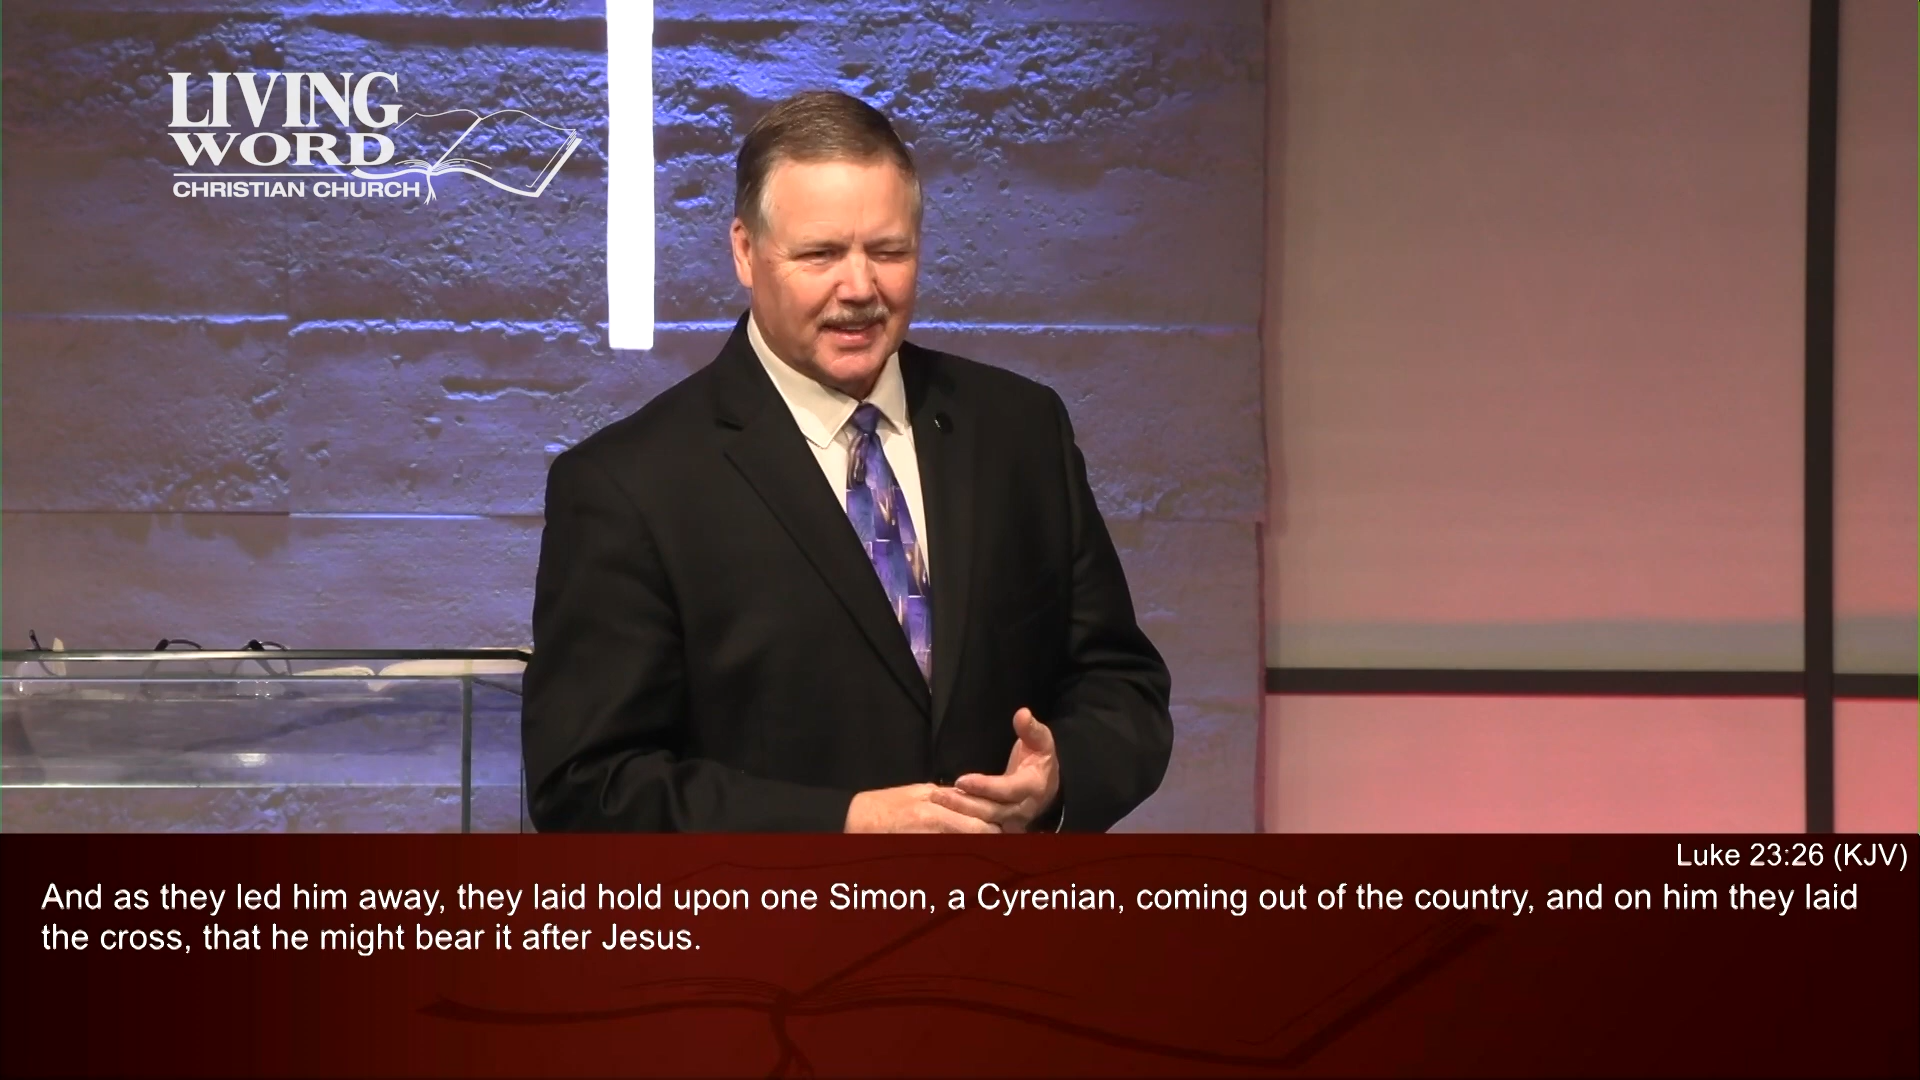 LIVING
WORD
CHRISTIAN CHURCH
Luke 23:26 (KJV)
And as they led him away, they laid hold upon one Simon, a Cyrenian, coming out of the country, and on him they laid
the cross, that he might bear it after Jesus.